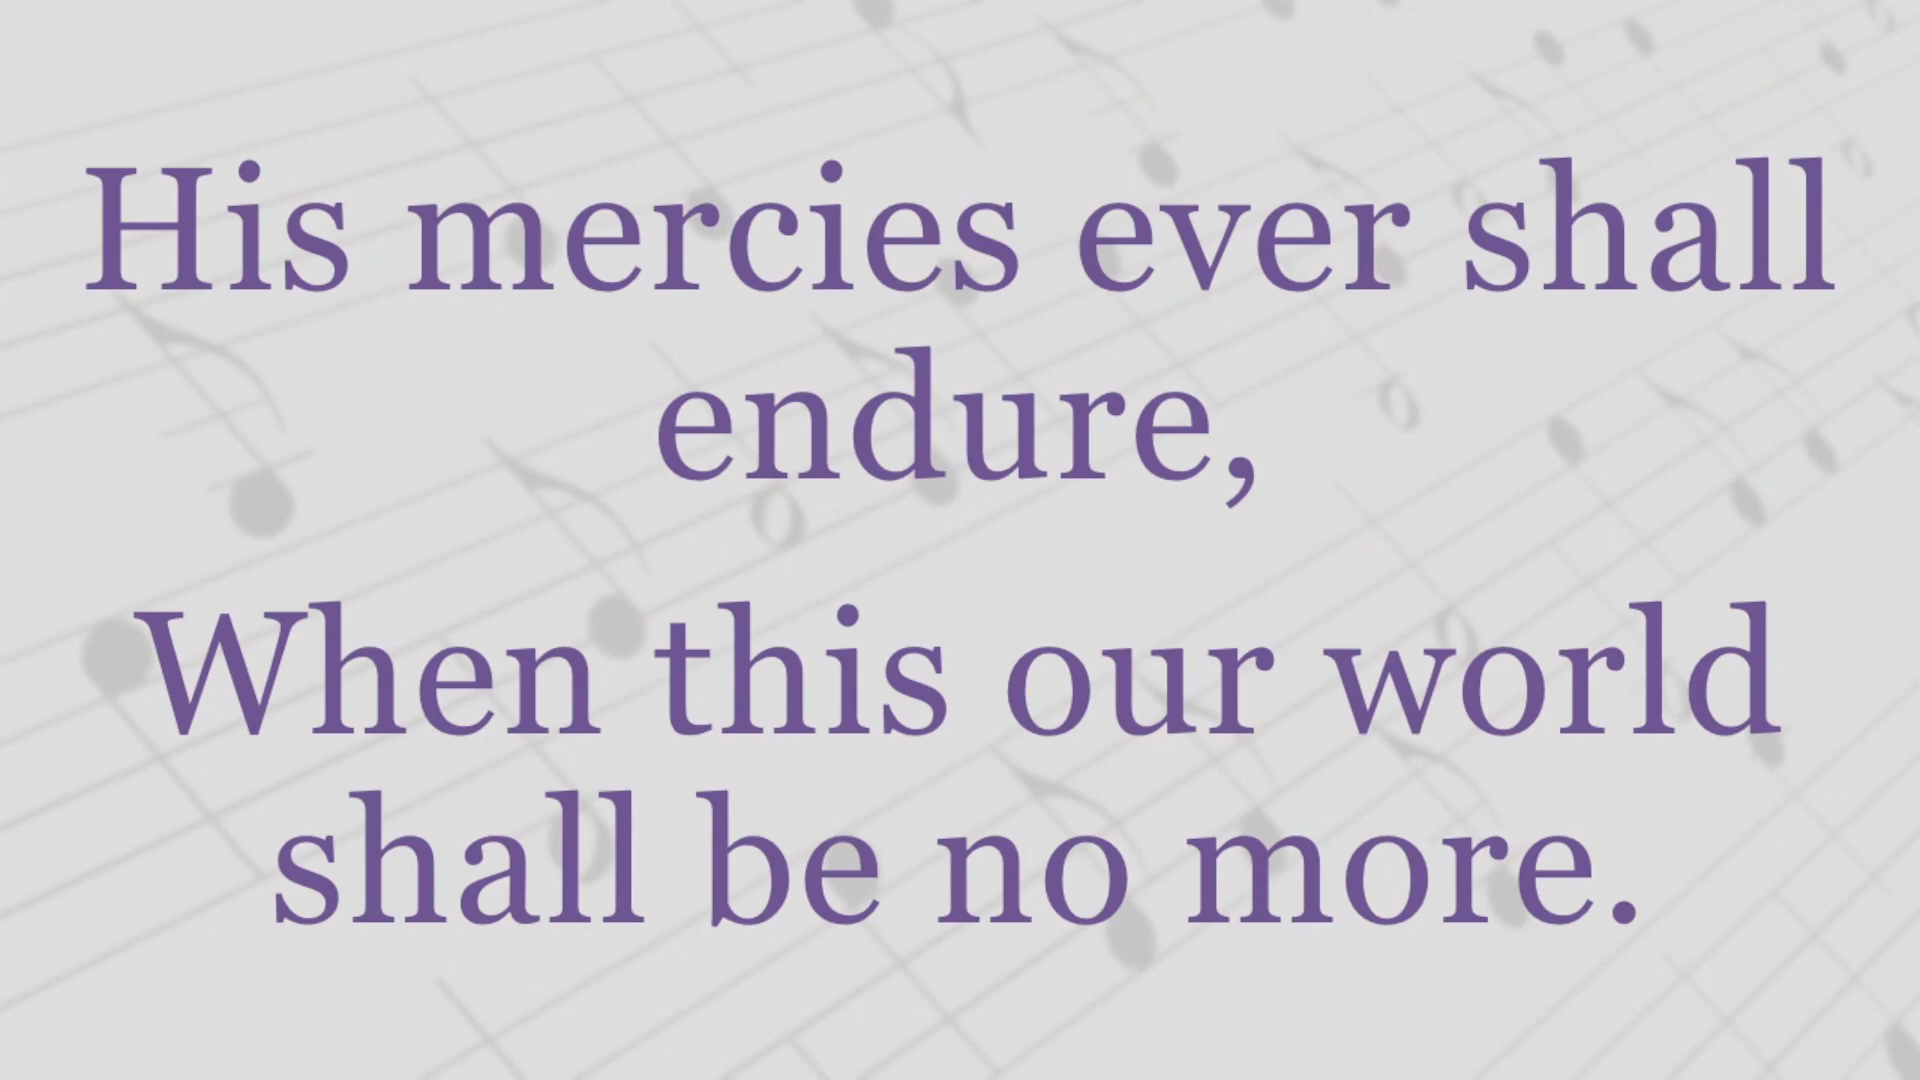 His mercies ever shall
endure,
When this our world
shall be no more.